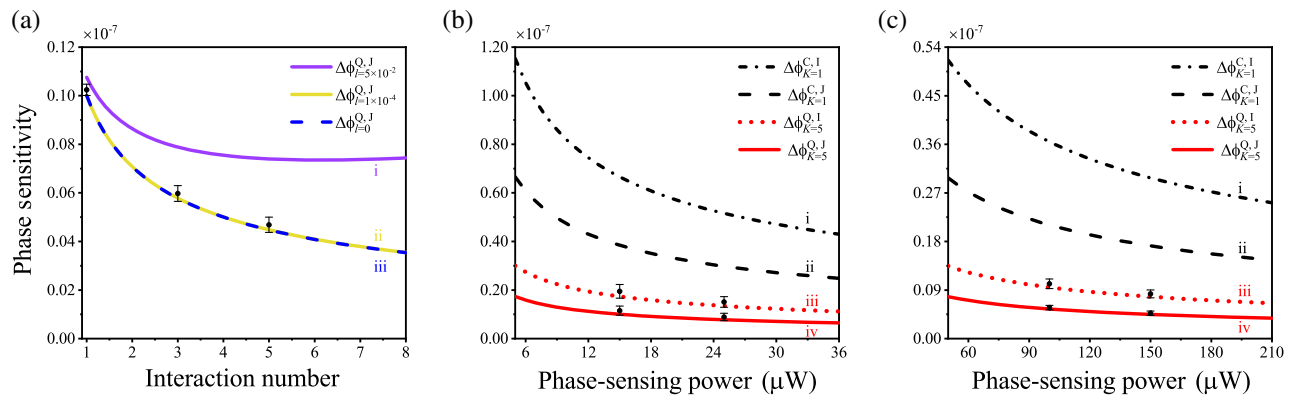 (a)
×10⁻⁷
Phase sensitivity
0.12
0.10
0.08
0.06
0.04
0.02
0.00
Δϕ^{Q, J}_{l=5×10⁻²}
Δϕ^{Q, J}_{l=1×10⁻⁴}
Δϕ^{Q, J}_{l=0}
i
ii
iii
1 2 3 4 5 6 7 8
Interaction number
(b)
×10⁻⁷
1.20
1.00
0.80
0.60
0.40
0.20
0.00
Δϕ^{C, I}_{K=1}
Δϕ^{C, J}_{K=1}
Δϕ^{Q, I}_{K=5}
Δϕ^{Q, J}_{K=5}
i
ii
iii
iv
6 12 18 24 30 36
Phase-sensing power (μW)
(c)
×10⁻⁷
0.54
0.45
0.36
0.27
0.18
0.09
0.00
Δϕ^{C, I}_{K=1}
Δϕ^{C, J}_{K=1}
Δϕ^{Q, I}_{K=5}
Δϕ^{Q, J}_{K=5}
i
ii
iii
iv
60 90 120 150 180 210
Phase-sensing power (μW)